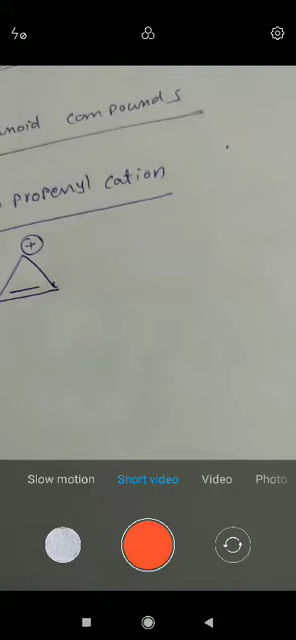 noid compounds
propenyl cation
+
Slow motion Short video Video Photo